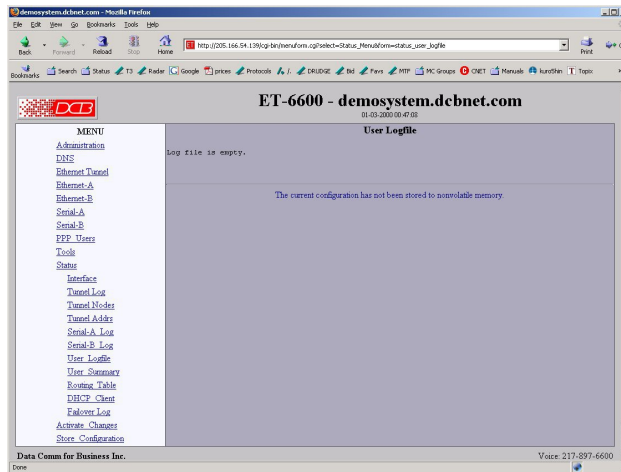 demosystem.dcbnet.com - Mozilla Firefox
File Edit View Go Bookmarks Tools Help
Back Forward Reload Stop Home http://205.166.54.139/cgi-bin/menuform.cgi?select=Status_Menu&form=status_user_logfile Print
Bookmarks Search Status T3 Radar Google prices Protocols /. DRUDGE Bid Favs MTP MC Groups CNET Manuals kuro5hin Topix
DCB
ET-6600 - demosystem.dcbnet.com
01-03-2000 00:47:08
MENU
Administration
DNS
Ethernet Tunnel
Ethernet-A
Ethernet-B
Serial-A
Serial-B
PPP Users
Tools
Status
Interface
Tunnel Log
Tunnel Nodes
Tunnel Addrs
Serial-A Log
Serial-B Log
User Logfile
User Summary
Routing Table
DHCP Client
Failover Log
Activate Changes
Store Configuration
User Logfile
Log file is empty.
The current configuration has not been stored to nonvolatile memory.
Data Comm for Business Inc.
Voice: 217-897-6600
Done